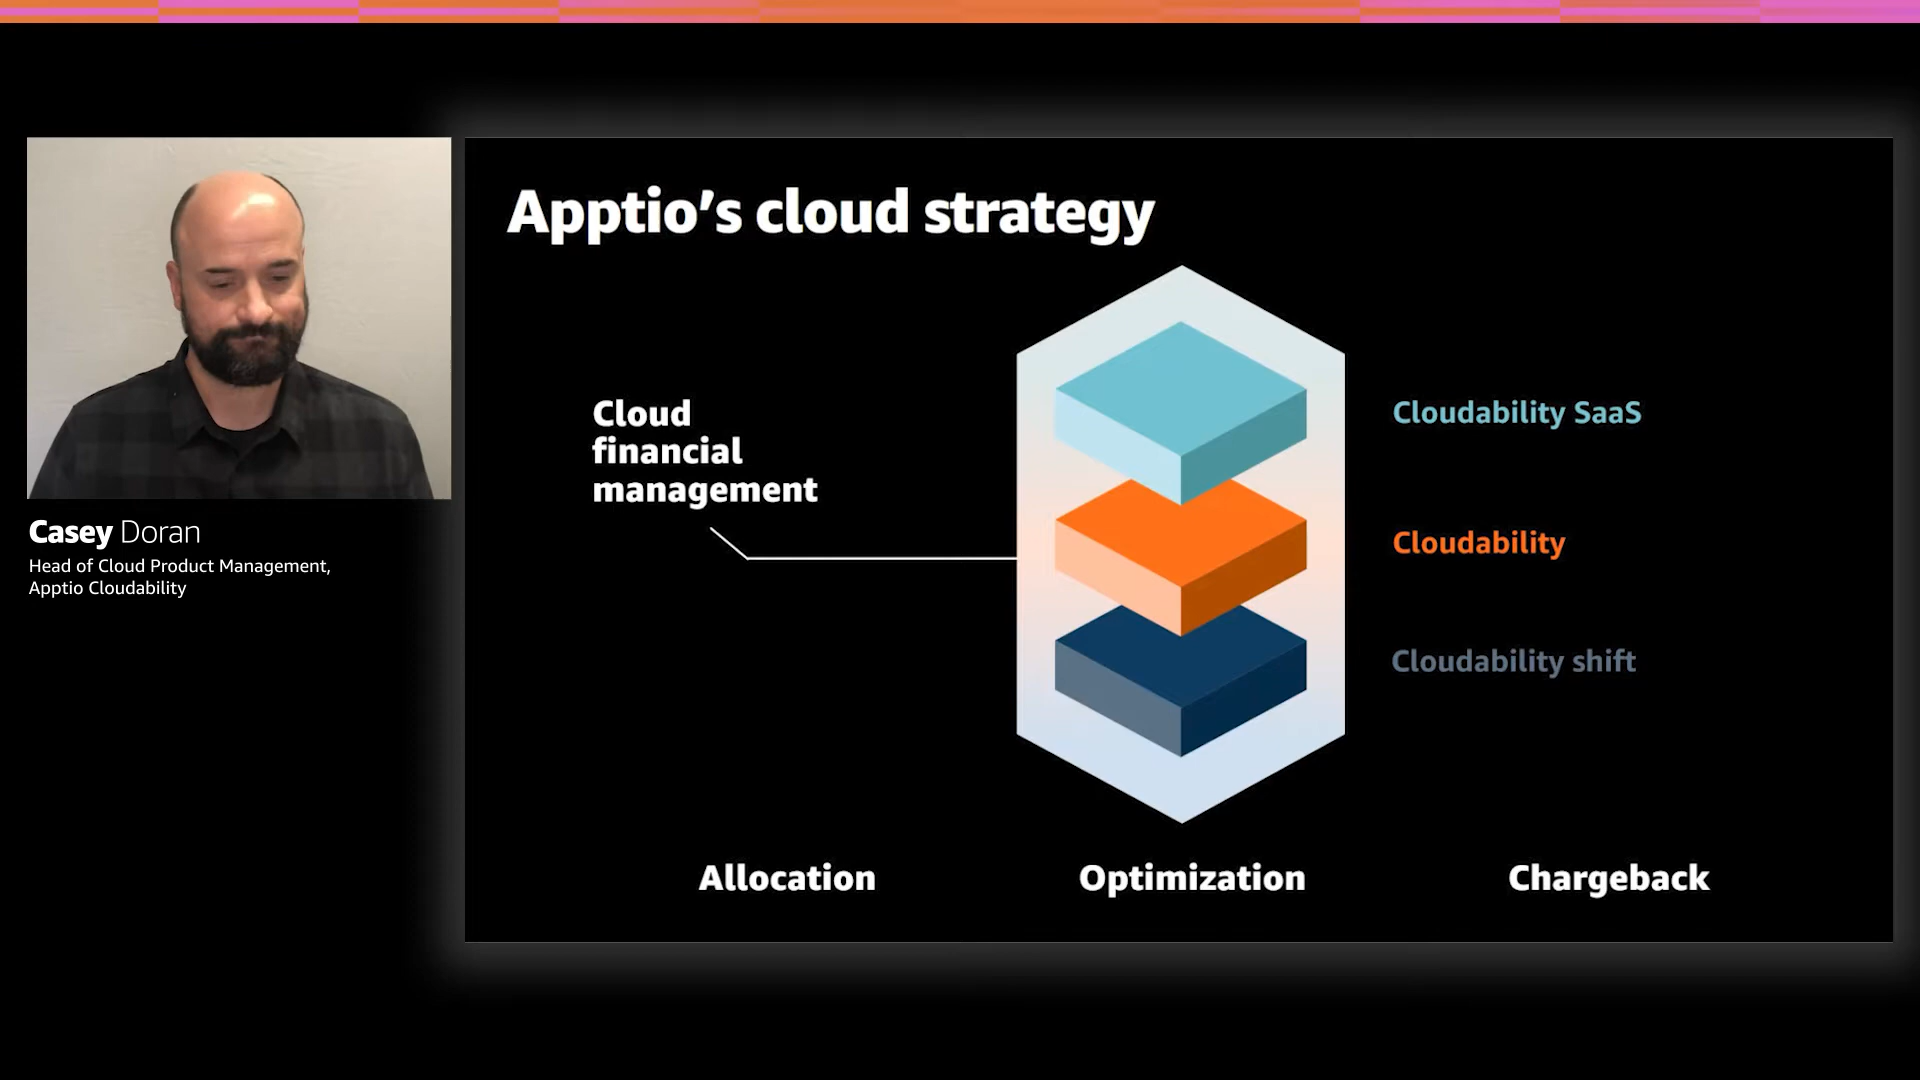 Apptio’s cloud strategy
Cloud
financial
management
Cloudability SaaS
Cloudability
Cloudability shift
Allocation
Optimization
Chargeback
Casey Doran
Head of Cloud Product Management,
Apptio Cloudability